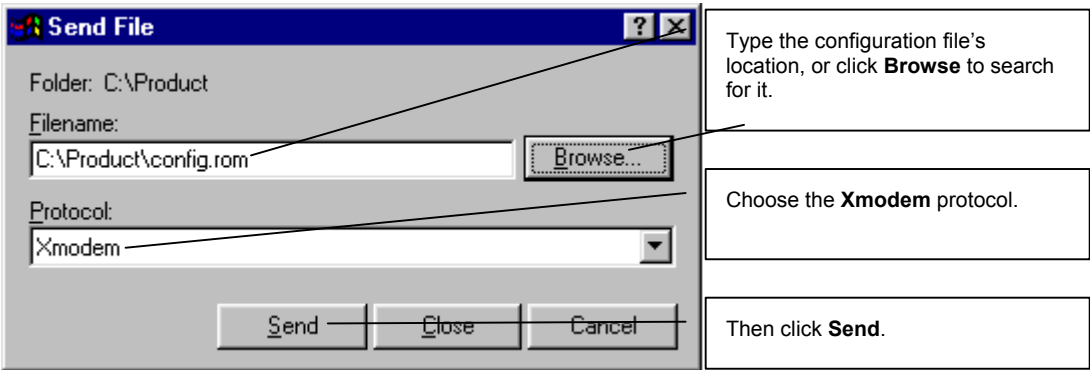 Send File
Folder: C:\Product
Filename:
C:\Product\config.rom
Browse...
Protocol:
Xmodem
Send
Close
Cancel
Type the configuration file’s
location, or click Browse to search
for it.
Choose the Xmodem protocol.
Then click Send.